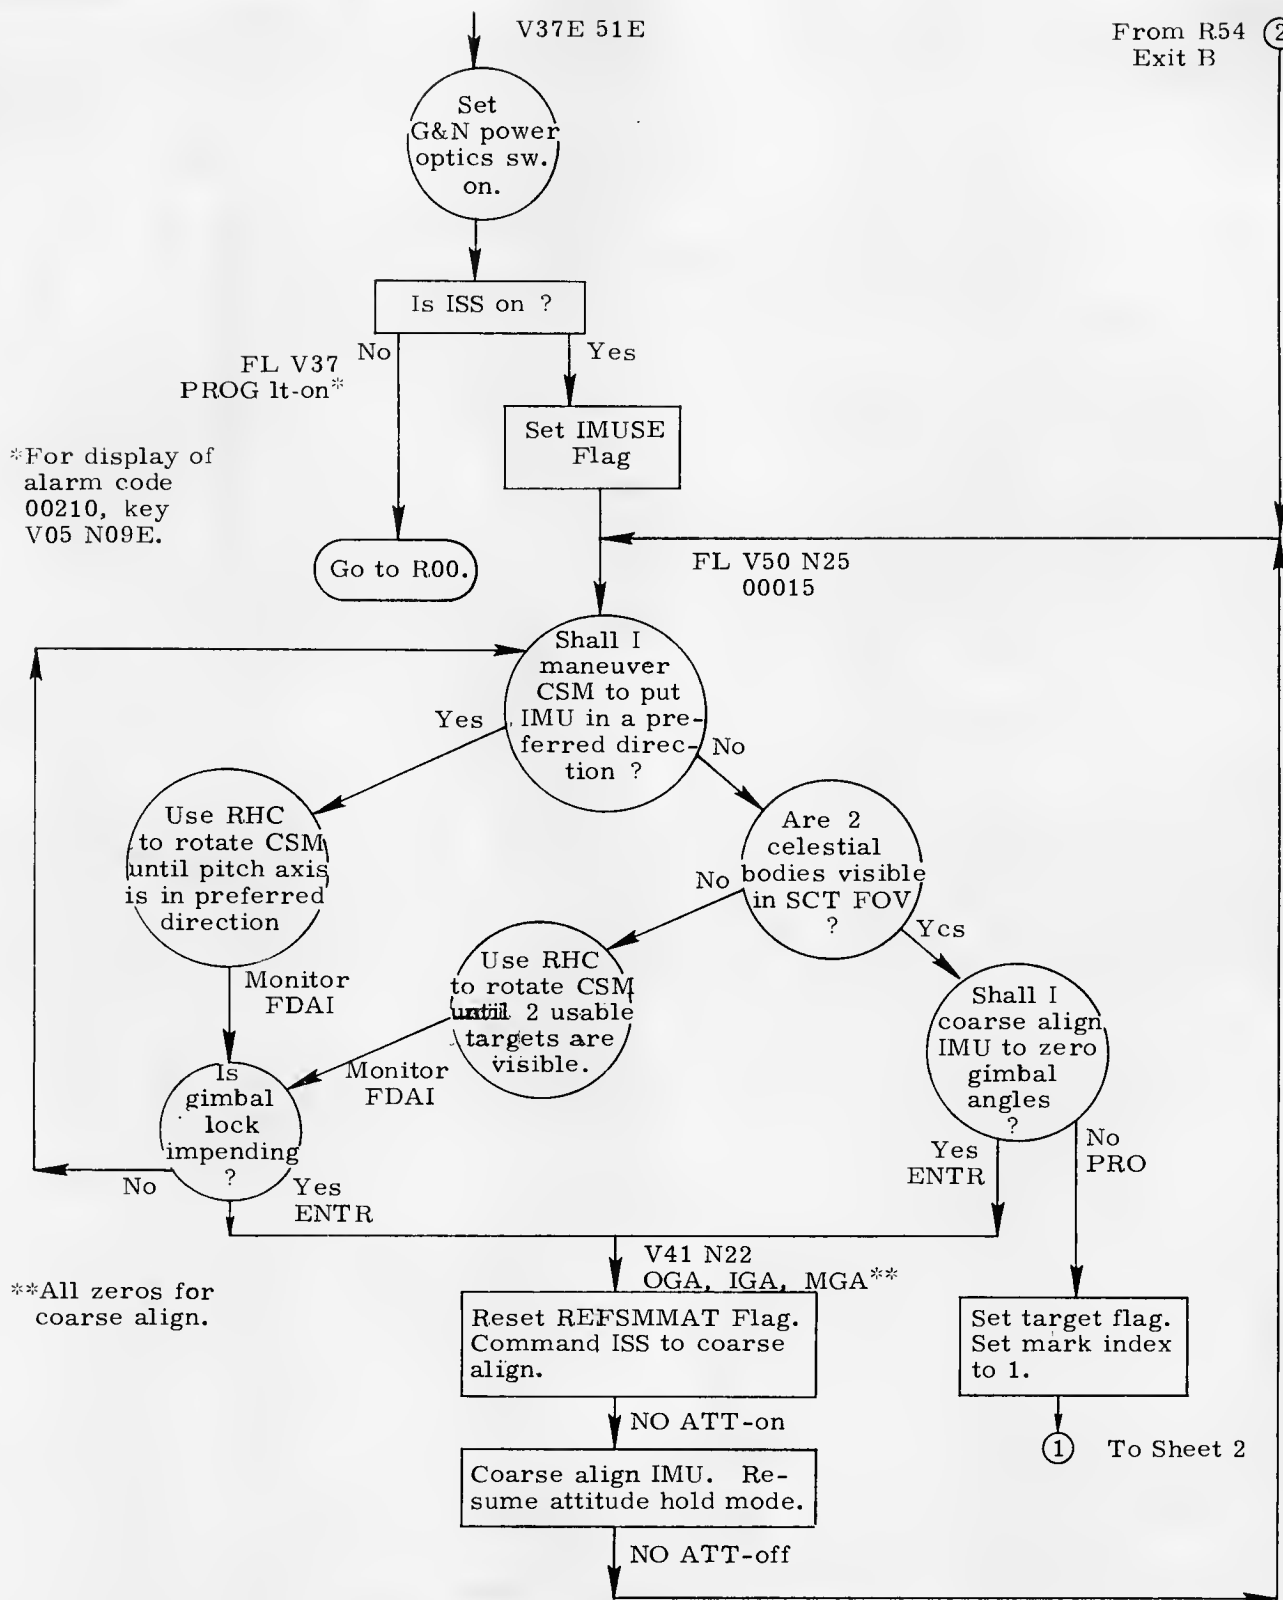 V37E 51E
From R54
Exit B
2
Set
G&N power
optics sw.
on.
Is ISS on ?
No
FL V37
PROG lt-on*
Yes
Set IMUSE
Flag
*For display of
alarm code
00210, key
V05 N09E.
Go to R00.
FL V50 N25
00015
Shall I
maneuver
CSM to put
IMU in a pre-
ferred direc-
tion ?
Yes
No
Use RHC
to rotate CSM
until pitch axis
is in preferred
direction
Are 2
celestial
bodies visible
in SCT FOV
?
No
Yes
Monitor
FDAI
Use RHC
to rotate CSM
until 2 usable
targets are
visible.
Shall I
coarse align
IMU to zero
gimbal
angles
?
Is
gimbal
lock
impending
?
Monitor
FDAI
No
Yes
ENTR
Yes
ENTR
No
PRO
V41 N22
OGA, IGA, MGA**
**All zeros for
coarse align.
Reset REFSMMAT Flag.
Command ISS to coarse
align.
Set target flag.
Set mark index
to 1.
NO ATT-on
1 To Sheet 2
Coarse align IMU. Re-
sume attitude hold mode.
NO ATT-off